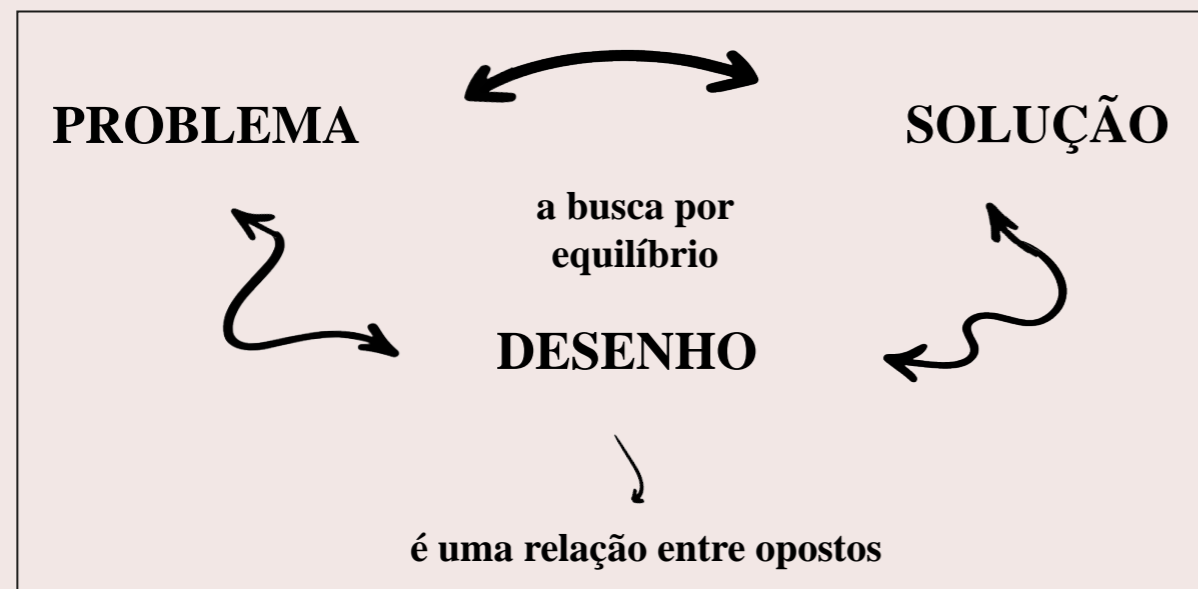 PROBLEMA
SOLUÇÃO
a busca por
equilíbrio
DESENHO
é uma relação entre opostos